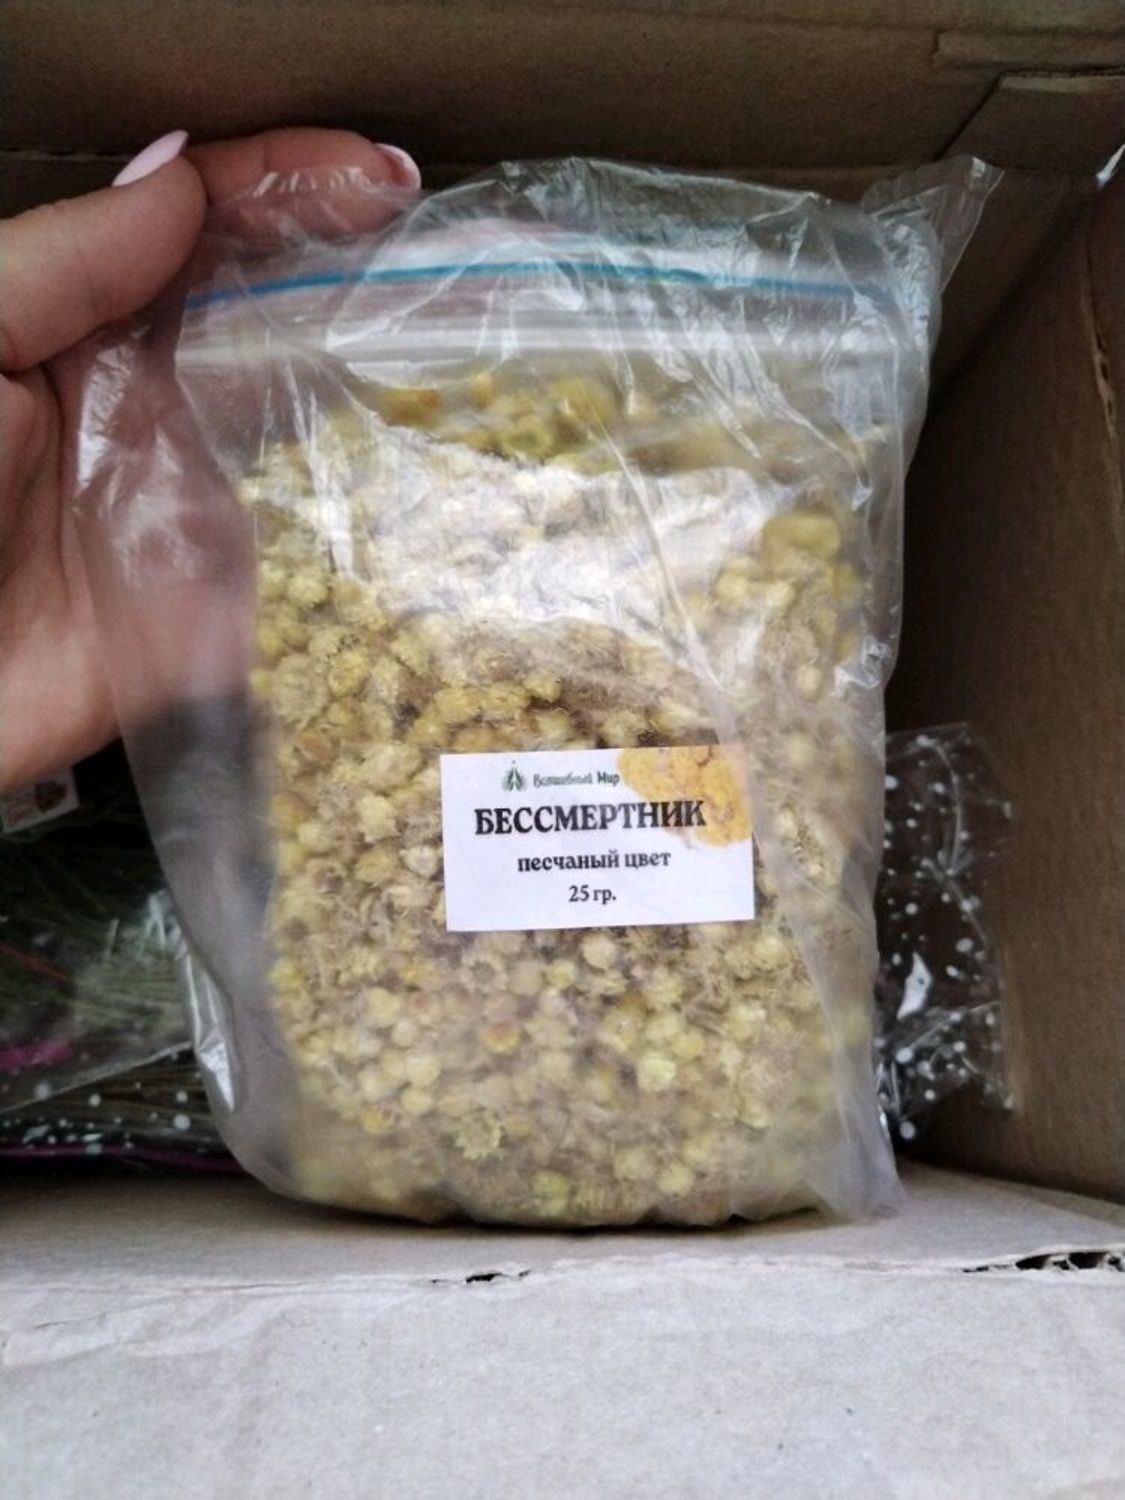 Волшебный Мир
БЕССМЕРТНИК
песчаный цвет
25 гр.